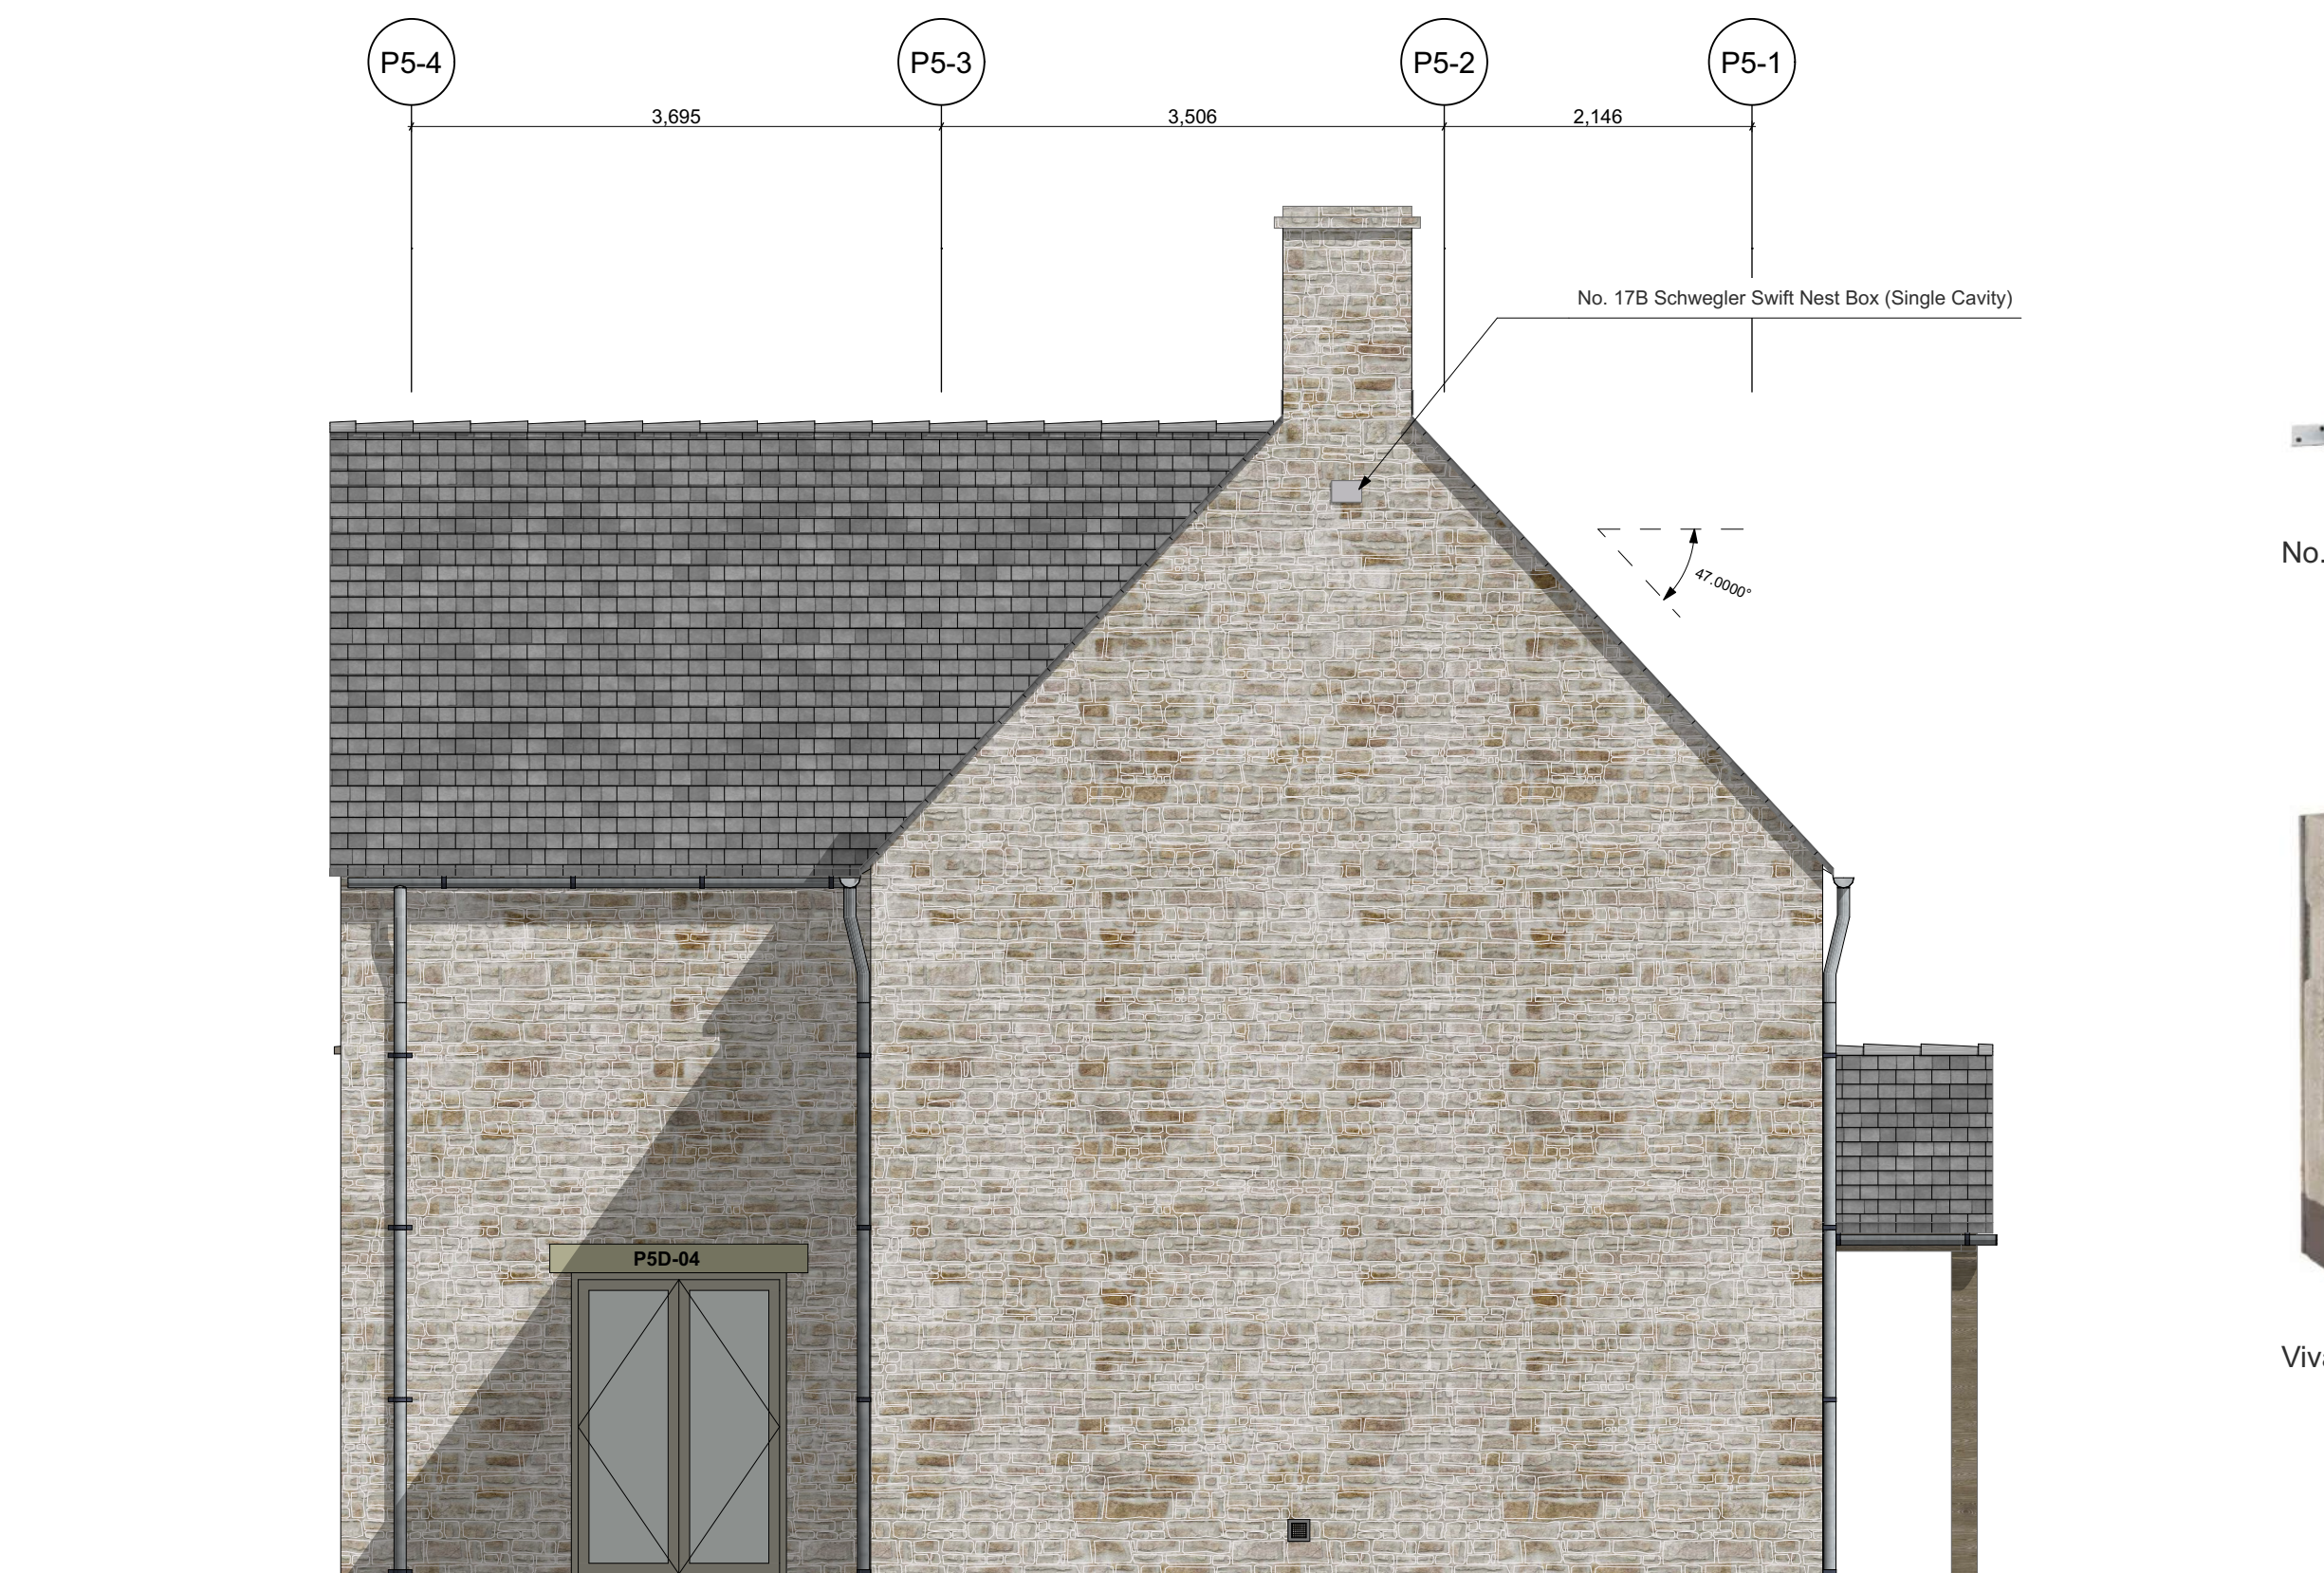 P5-4 P5-3 P5-2 P5-1
3,695 3,506 2,146
No. 17B Schwegler Swift Nest Box (Single Cavity)
No.
47.0000°
P5D-04